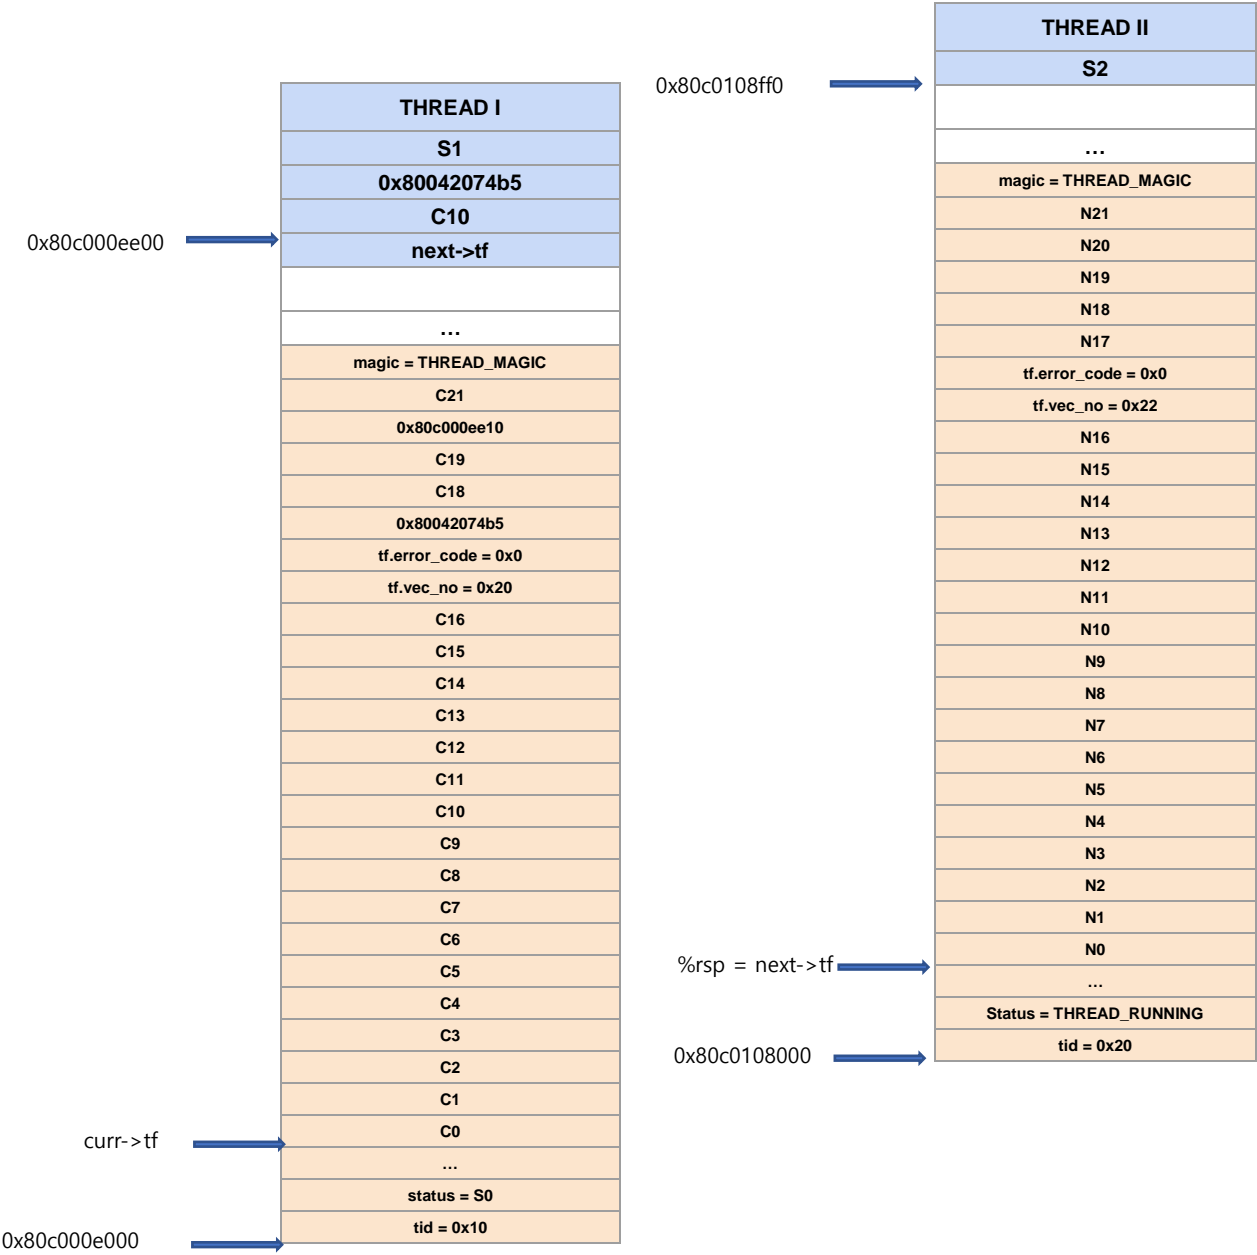 THREAD I
S1
0x80042074b5
C10
0x80c000ee00
next->tf
...
magic = THREAD_MAGIC
C21
0x80c000ee10
C19
C18
0x80042074b5
tf.error_code = 0x0
tf.vec_no = 0x20
C16
C15
C14
C13
C12
C11
C10
C9
C8
C7
C6
C5
C4
C3
C2
C1
C0
curr->tf
...
status = S0
tid = 0x10
0x80c000e000
THREAD II
S2
0x80c0108ff0
...
magic = THREAD_MAGIC
N21
N20
N19
N18
N17
tf.error_code = 0x0
tf.vec_no = 0x22
N16
N15
N14
N13
N12
N11
N10
N9
N8
N7
N6
N5
N4
N3
N2
N1
N0
%rsp = next->tf
...
Status = THREAD_RUNNING
tid = 0x20
0x80c0108000